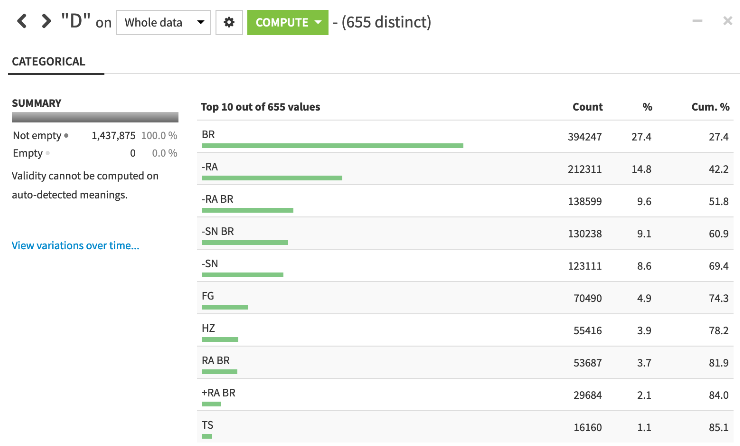 "D" on Whole data COMPUTE - (655 distinct)
CATEGORICAL
SUMMARY
Not empty 1,437,875 100.0 %
Empty 0 0.0 %
Validity cannot be computed on
auto-detected meanings.
View variations over time...
Top 10 out of 655 values Count % Cum. %
BR 394247 27.4 27.4
-RA 212311 14.8 42.2
-RA BR 138599 9.6 51.8
-SN BR 130238 9.1 60.9
-SN 123111 8.6 69.4
FG 70490 4.9 74.3
HZ 55416 3.9 78.2
RA BR 53687 3.7 81.9
+RA BR 29684 2.1 84.0
TS 16160 1.1 85.1